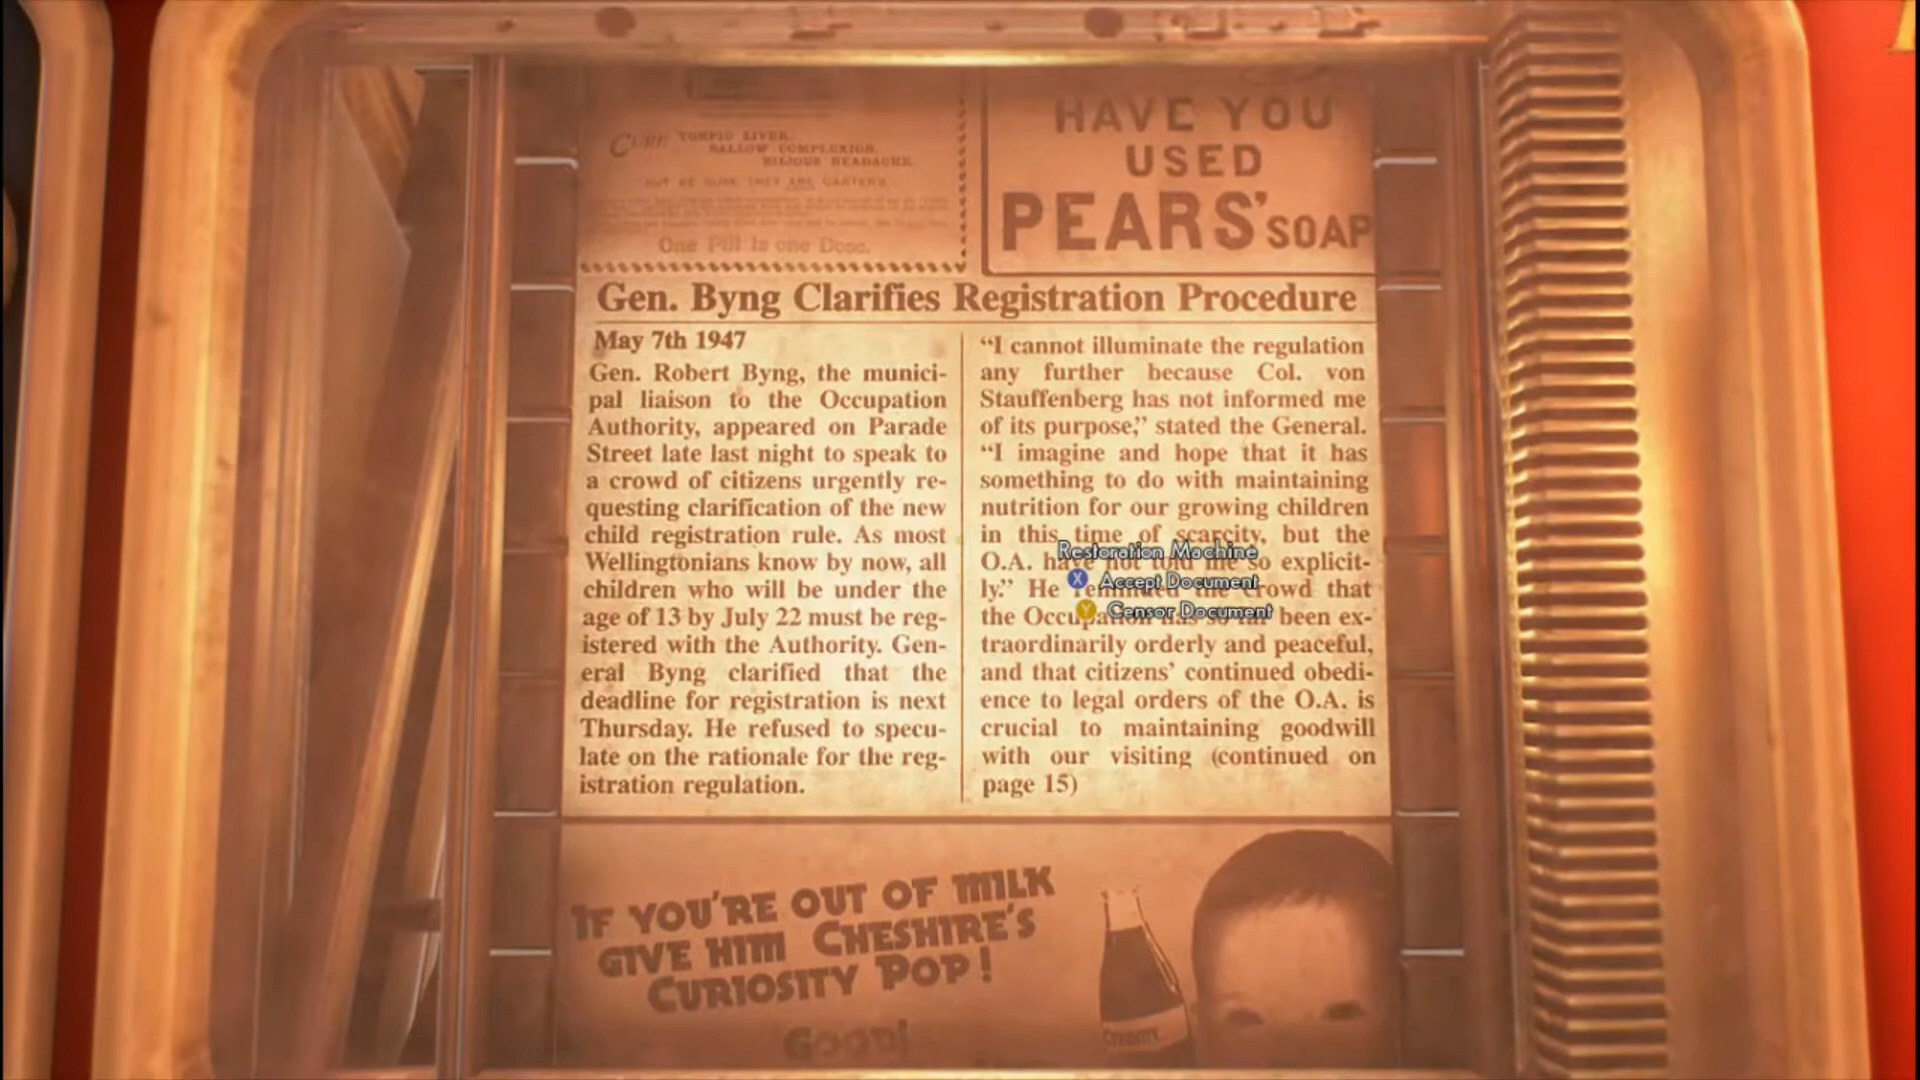 CURE TORPID LIVER,
SALLOW COMPLEXION,
BILIOUS HEADACHE.
BUT BE SURE THEY ARE CARTER'S.
One Pill is one Dose.
HAVE YOU
USED
PEARS' SOAP
Gen. Byng Clarifies Registration Procedure
May 7th 1947
Gen. Robert Byng, the munici-
pal liaison to the Occupation
Authority, appeared on Parade
Street late last night to speak to
a crowd of citizens urgently re-
questing clarification of the new
child registration rule. As most
Wellingtonians know by now, all
children who will be under the
age of 13 by July 22 must be reg-
istered with the Authority. Gen-
eral Byng clarified that the
deadline for registration is next
Thursday. He refused to specu-
late on the rationale for the reg-
istration regulation.
“I cannot illuminate the regulation
any further because Col. von
Stauffenberg has not informed me
of its purpose,” stated the General.
“I imagine and hope that it has
something to do with maintaining
nutrition for our growing children
in this time of scarcity, but the
O.A. have not told me so explicit-
ly.” He reminded the crowd that
the Occupation has so far been ex-
traordinarily orderly and peaceful,
and that citizens’ continued obedi-
ence to legal orders of the O.A. is
crucial to maintaining goodwill
with our visiting (continued on
page 15)
Restoration Machine
X Accept Document
Y Censor Document
IF YOU'RE OUT OF MILK
GIVE HIM CHESHIRE'S
CURIOSITY POP!
GOOD!